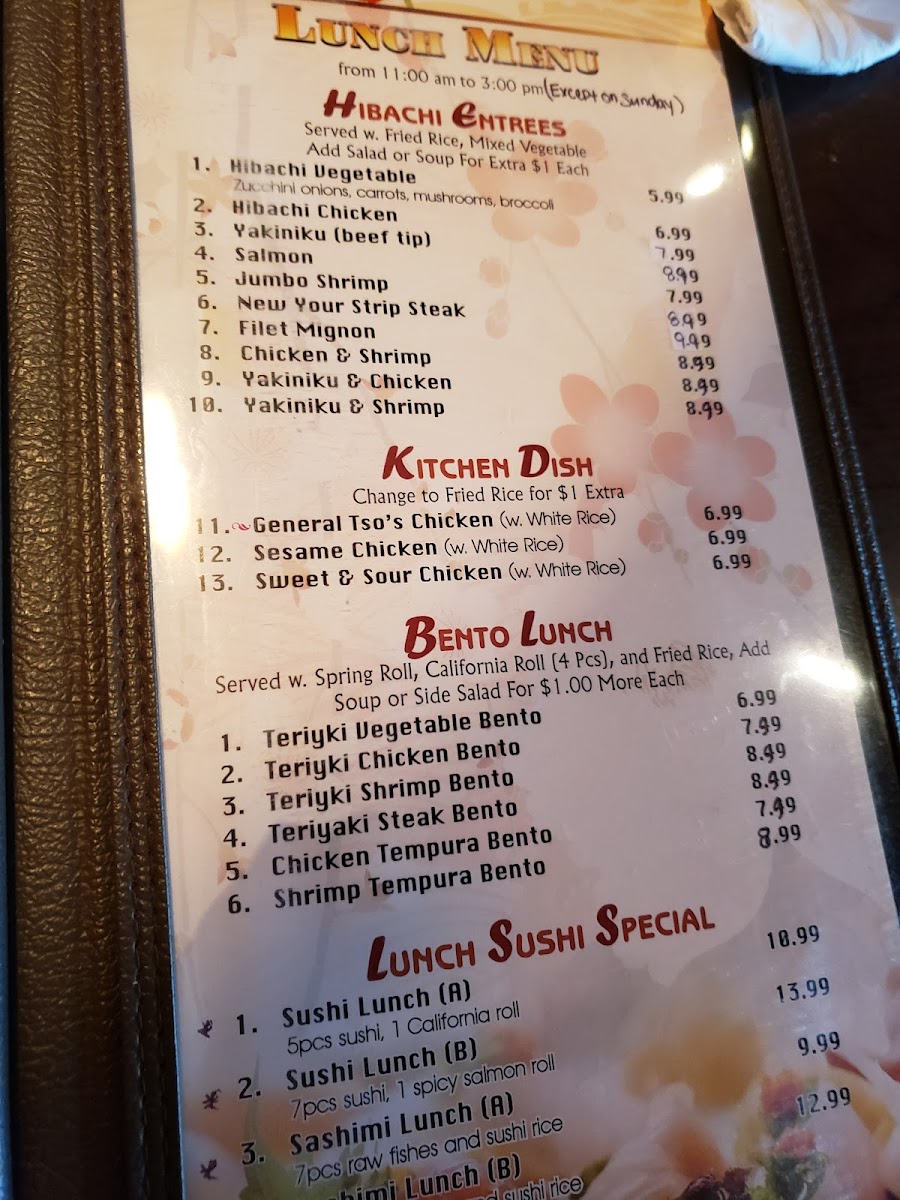 LUNCH MENU
from 11:00 am to 3:00 pm (Except on Sunday)
HIBACHI ENTREES
Served w. Fried Rice, Mixed Vegetable
Add Salad or Soup For Extra $1 Each
1. Hibachi Vegetable 5.99
Zucchini onions, carrots, mushrooms, broccoli
2. Hibachi Chicken 6.99
3. Yakiniku (beef tip) 7.99
4. Salmon 8.99
5. Jumbo Shrimp 7.99
6. New Your Strip Steak 8.99
7. Filet Mignon 9.49
8. Chicken & Shrimp 8.49
9. Yakiniku & Chicken 8.49
10. Yakiniku & Shrimp 8.49
KITCHEN DISH
Change to Fried Rice for $1 Extra
11. General Tso's Chicken (w. White Rice) 6.99
12. Sesame Chicken (w. White Rice) 6.99
13. Sweet & Sour Chicken (w. White Rice) 6.99
BENTO LUNCH
Served w. Spring Roll, California Roll (4 Pcs), and Fried Rice, Add
Soup or Side Salad For $1.00 More Each
1. Teriyki Vegetable Bento 6.99
2. Teriyki Chicken Bento 7.49
3. Teriyki Shrimp Bento 8.49
4. Teriyaki Steak Bento 8.49
5. Chicken Tempura Bento 7.49
6. Shrimp Tempura Bento 8.99
LUNCH SUSHI SPECIAL
1. Sushi Lunch (A) 10.99
5pcs sushi, 1 California roll
2. Sushi Lunch (B) 13.99
7pcs sushi, 1 spicy salmon roll
3. Sashimi Lunch (A) 9.99
7pcs raw fishes and sushi rice
Lunch (B) 12.99
sushi rice